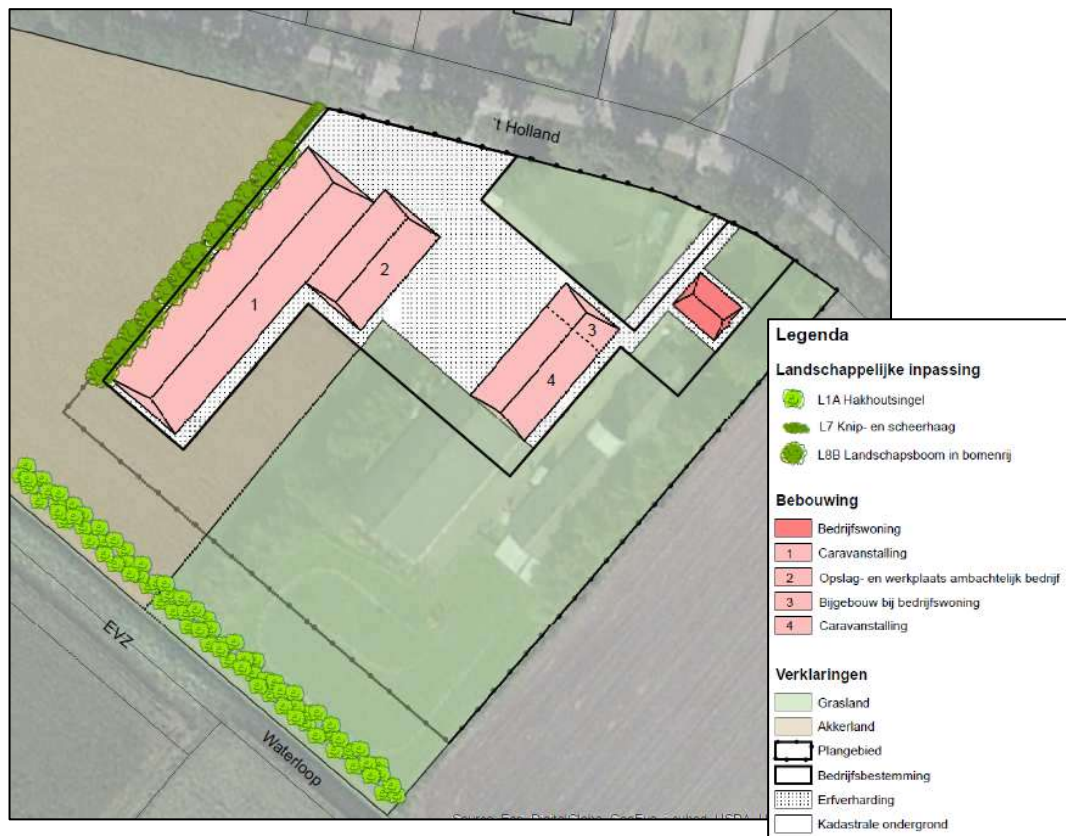 't Holland
1
2
3
4
EVZ
Waterloop
Legenda
Landschappelijke inpassing
L1A Hakhoutsingel
L7 Knip- en scheerhaag
L8B Landschapsboom in bomenrij
Bebouwing
Bedrijfswoning
1 Caravanstalling
2 Opslag- en werkplaats ambachtelijk bedrijf
3 Bijgebouw bij bedrijfswoning
4 Caravanstalling
Verklaringen
Grasland
Akkerland
Plangebied
Bedrijfsbestemming
Erfverharding
Kadastrale ondergrond